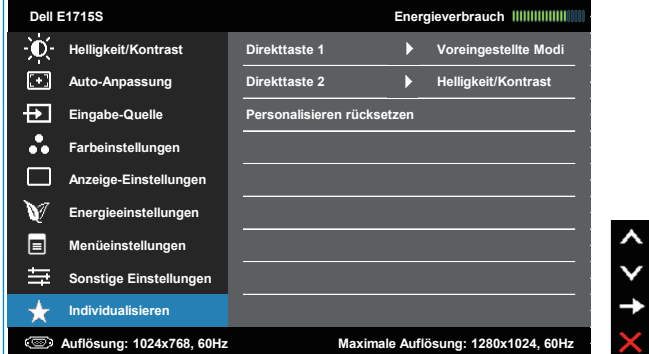 Dell E1715S Energieverbrauch
Helligkeit/Kontrast Direkttaste 1 Voreingestellte Modi
Auto-Anpassung Direkttaste 2 Helligkeit/Kontrast
Eingabe-Quelle Personalisieren rücksetzen
Farbeinstellungen
Anzeige-Einstellungen
Energieeinstellungen
Menüeinstellungen
Sonstige Einstellungen
Individualisieren
Auflösung: 1024x768, 60Hz Maximale Auflösung: 1280x1024, 60Hz